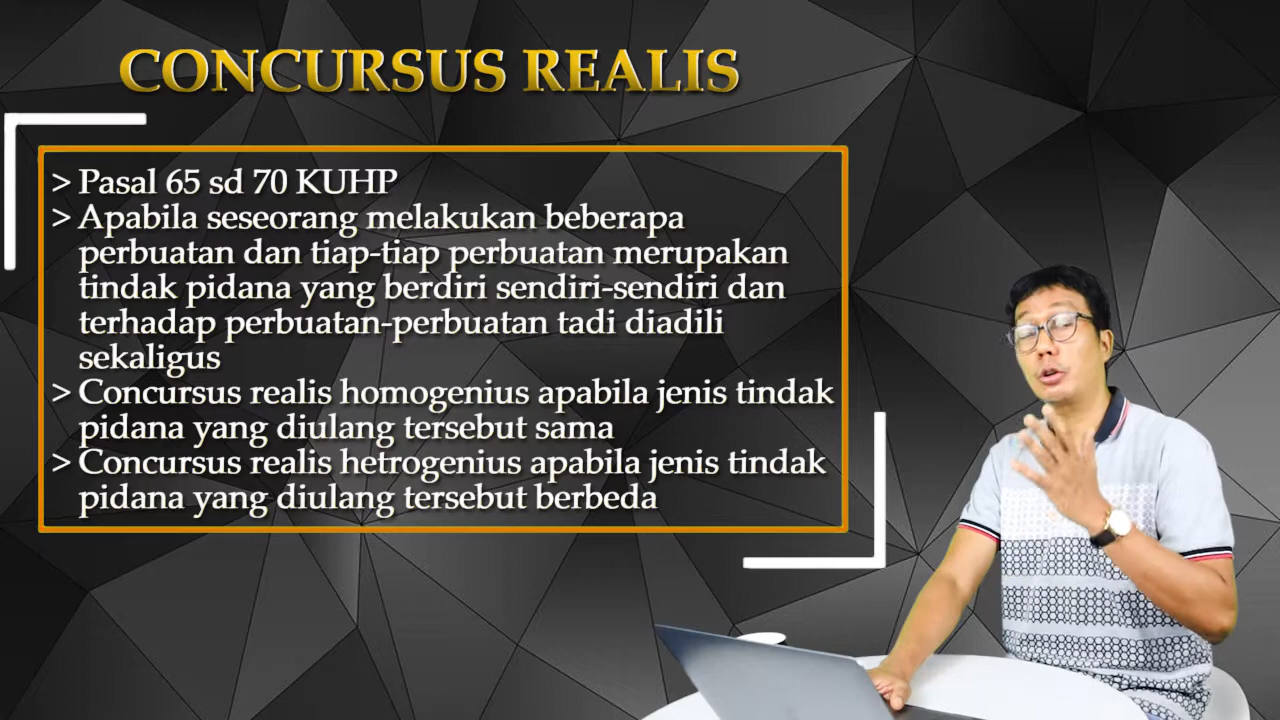 CONCURSUS REALIS
> Pasal 65 sd 70 KUHP
> Apabila seseorang melakukan beberapa
perbuatan dan tiap-tiap perbuatan merupakan
tindak pidana yang berdiri sendiri-sendiri dan
terhadap perbuatan-perbuatan tadi diadili
sekaligus
> Concursus realis homogenius apabila jenis tindak
pidana yang diulang tersebut sama
> Concursus realis hetrogenius apabila jenis tindak
pidana yang diulang tersebut berbeda